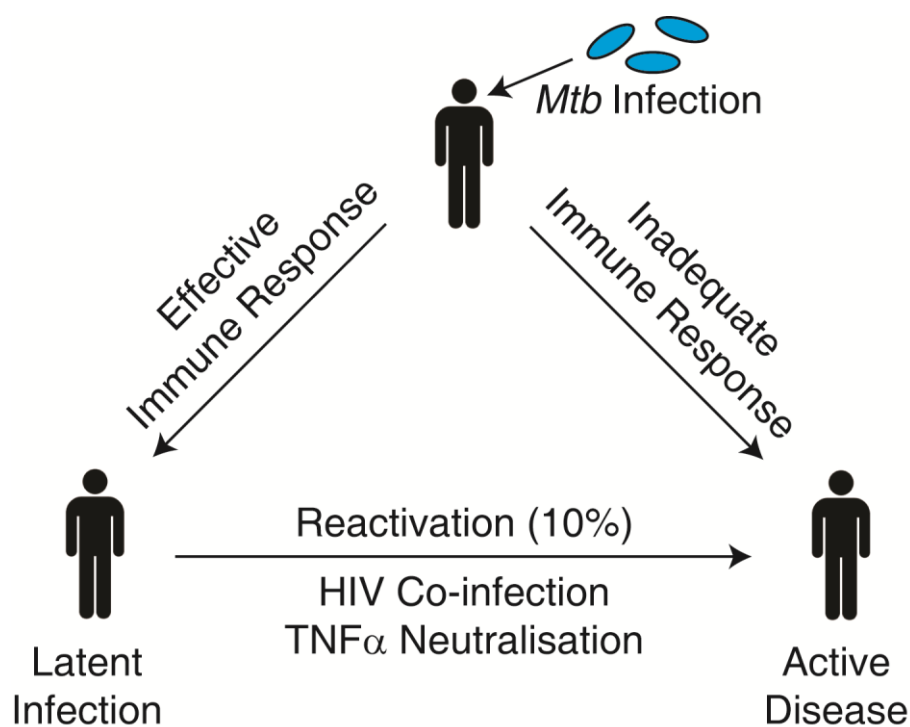 Mtb Infection
Effective
Immune Response
Inadequate
Immune Response
Reactivation (10%)
HIV Co-infection
TNFα Neutralisation
Latent
Infection
Active
Disease